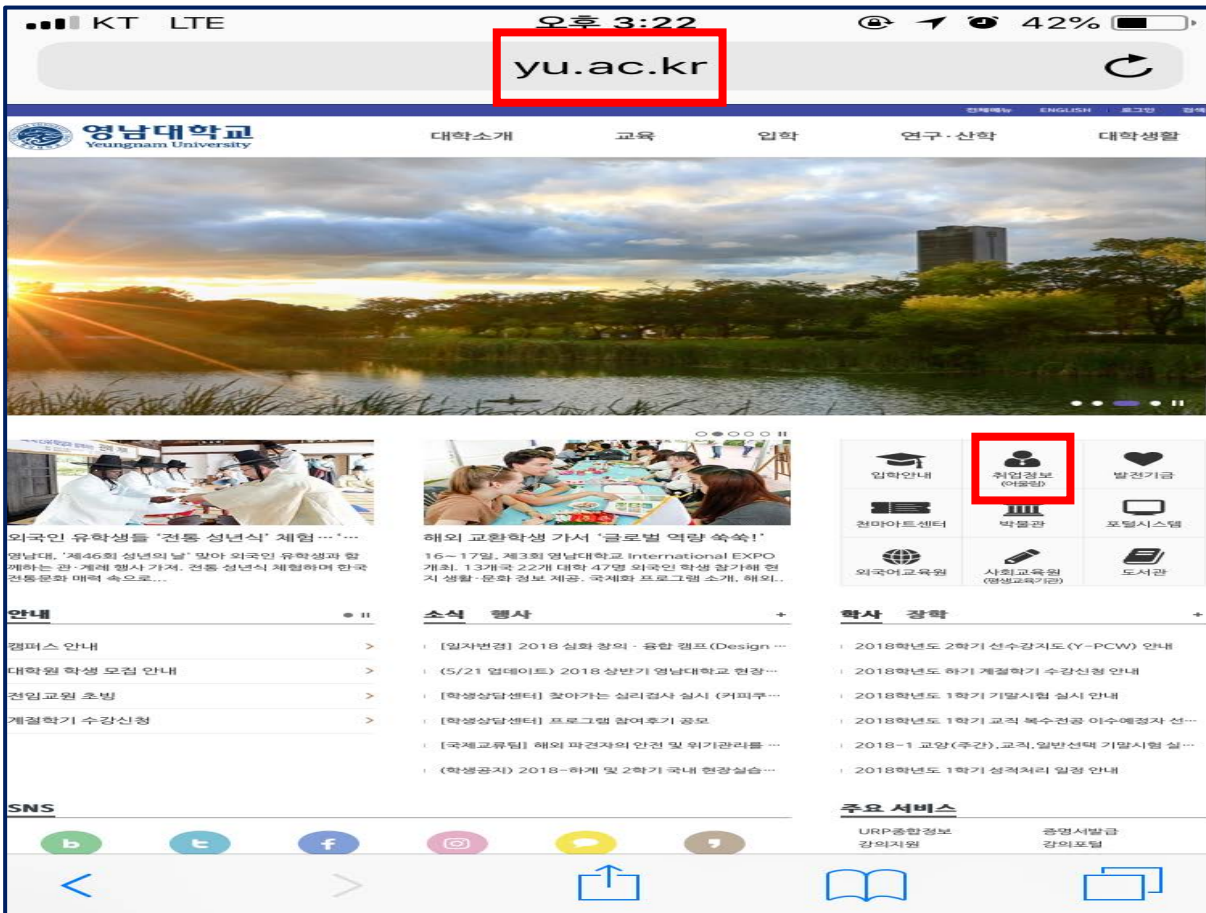 KT LTE 오후 3:22 42%
yu.ac.kr
전체메뉴 ENGLISH 로그인 검색
영남대학교
Yeungnam University
대학소개 교육 입학 연구·산학 대학생활
외국인 유학생들 '전통 성년식' 체험…'…
영남대, '제46회 성년의 날' 맞아 외국인 유학생과 함
께하는 관·계례 행사 가져. 전통 성년식 체험하며 한국
전통문화 매력 속으로...
해외 교환학생 가서 '글로벌 역량 쑥쑥!'
16~17일, 제3회 영남대학교 International EXPO
개최. 13개국 22개 대학 47명 외국인 학생 참가해 현
지 생활·문화 정보 제공. 국제화 프로그램 소개, 해외..
입학안내 취업정보 발전기금
(어울림)
천마아트센터 박물관 포털시스템
외국어교육원 사회교육원 도서관
(평생교육기관)
안내
캠퍼스 안내
대학원 학생 모집 안내
전임교원 초빙
계절학기 수강신청
소식 행사 +
[일자변경] 2018 심화 창의·융합 캠프(Design …
(5/21 업데이트) 2018 상반기 영남대학교 현장…
[학생상담센터] 찾아가는 심리검사 실시 (커피쿠…
[학생상담센터] 프로그램 참여후기 공모
[국제교류팀] 해외 파견자의 안전 및 위기관리를 …
(학생공지) 2018-하계 및 2학기 국내 현장실습…
학사 장학 +
2018학년도 2학기 선수강지도(Y-PCW) 안내
2018학년도 하기 계절학기 수강신청 안내
2018학년도 1학기 기말시험 실시 안내
2018학년도 1학기 교직 복수전공 이수예정자 선…
2018-1 교양(주간),교직,일반선택 기말시험 실…
2018학년도 1학기 성적처리 일정 안내
SNS
주요 서비스
URP종합정보 증명서발급
강의지원 강의포털